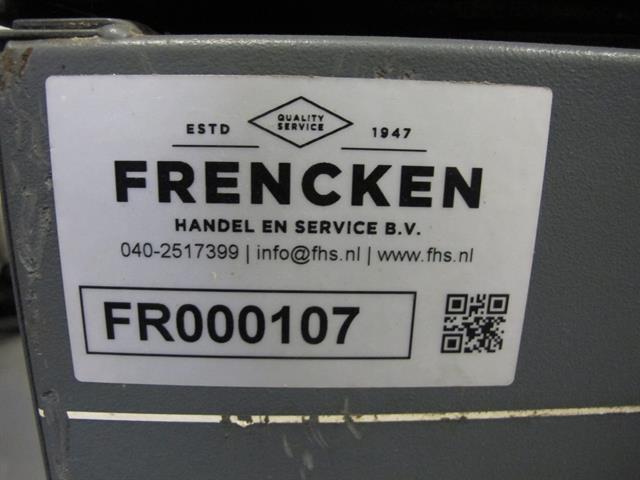 QUALITY
SERVICE
ESTD 1947
FRENCKEN
HANDEL EN SERVICE B.V.
040-2517399 | info@fhs.nl | www.fhs.nl
FR000107